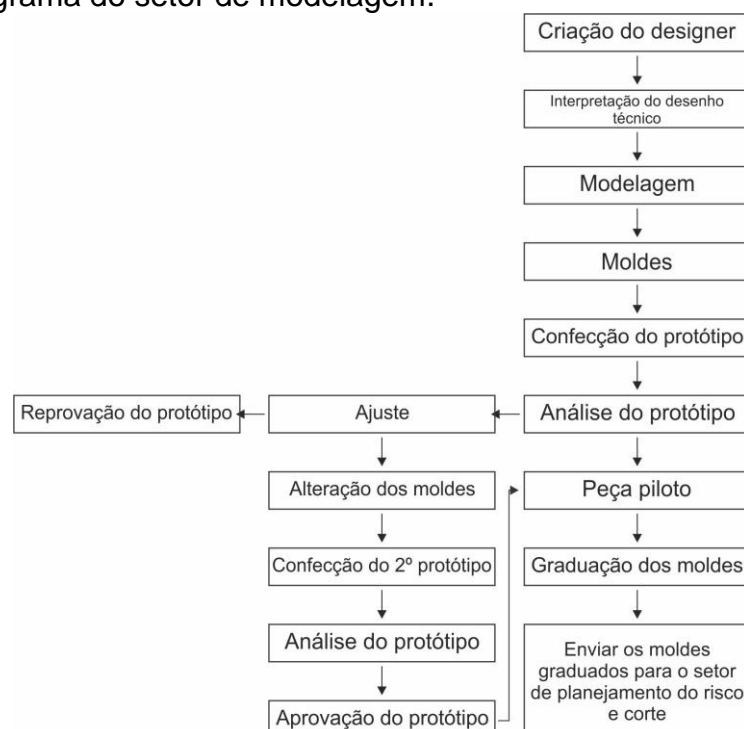 grama do setor de modelagem.
Criação do designer
Interpretação do desenho
técnico
Modelagem
Moldes
Confecção do protótipo
Reprovação do protótipo
Ajuste
Análise do protótipo
Alteração dos moldes
Peça piloto
Confecção do 2º protótipo
Graduação dos moldes
Análise do protótipo
Enviar os moldes
graduados para o setor
de planejamento do risco
e corte
Aprovação do protótipo